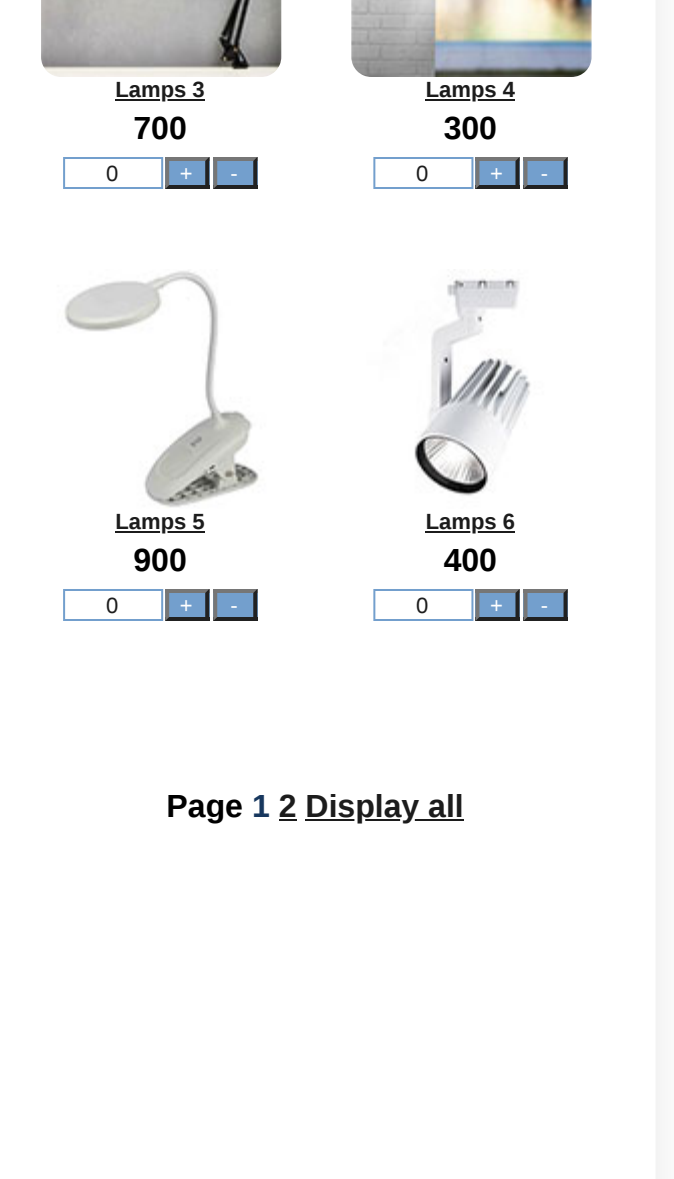 Lamps 3 Lamps 4
700 300
0 + - 0 + -
Lamps 5 Lamps 6
900 400
0 + - 0 + -
Page 1 2 Display all